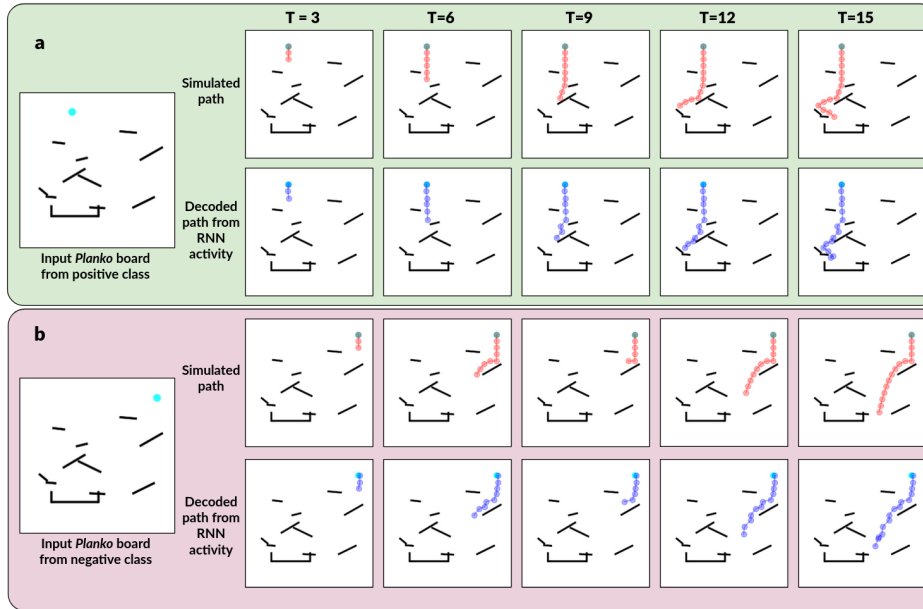 T = 3 T=6 T=9 T=12 T=15
a
Simulated
path
Input Planko board
from positive class
Decoded
path from
RNN
activity
b
Simulated
path
Input Planko board
from negative class
Decoded
path from
RNN
activity